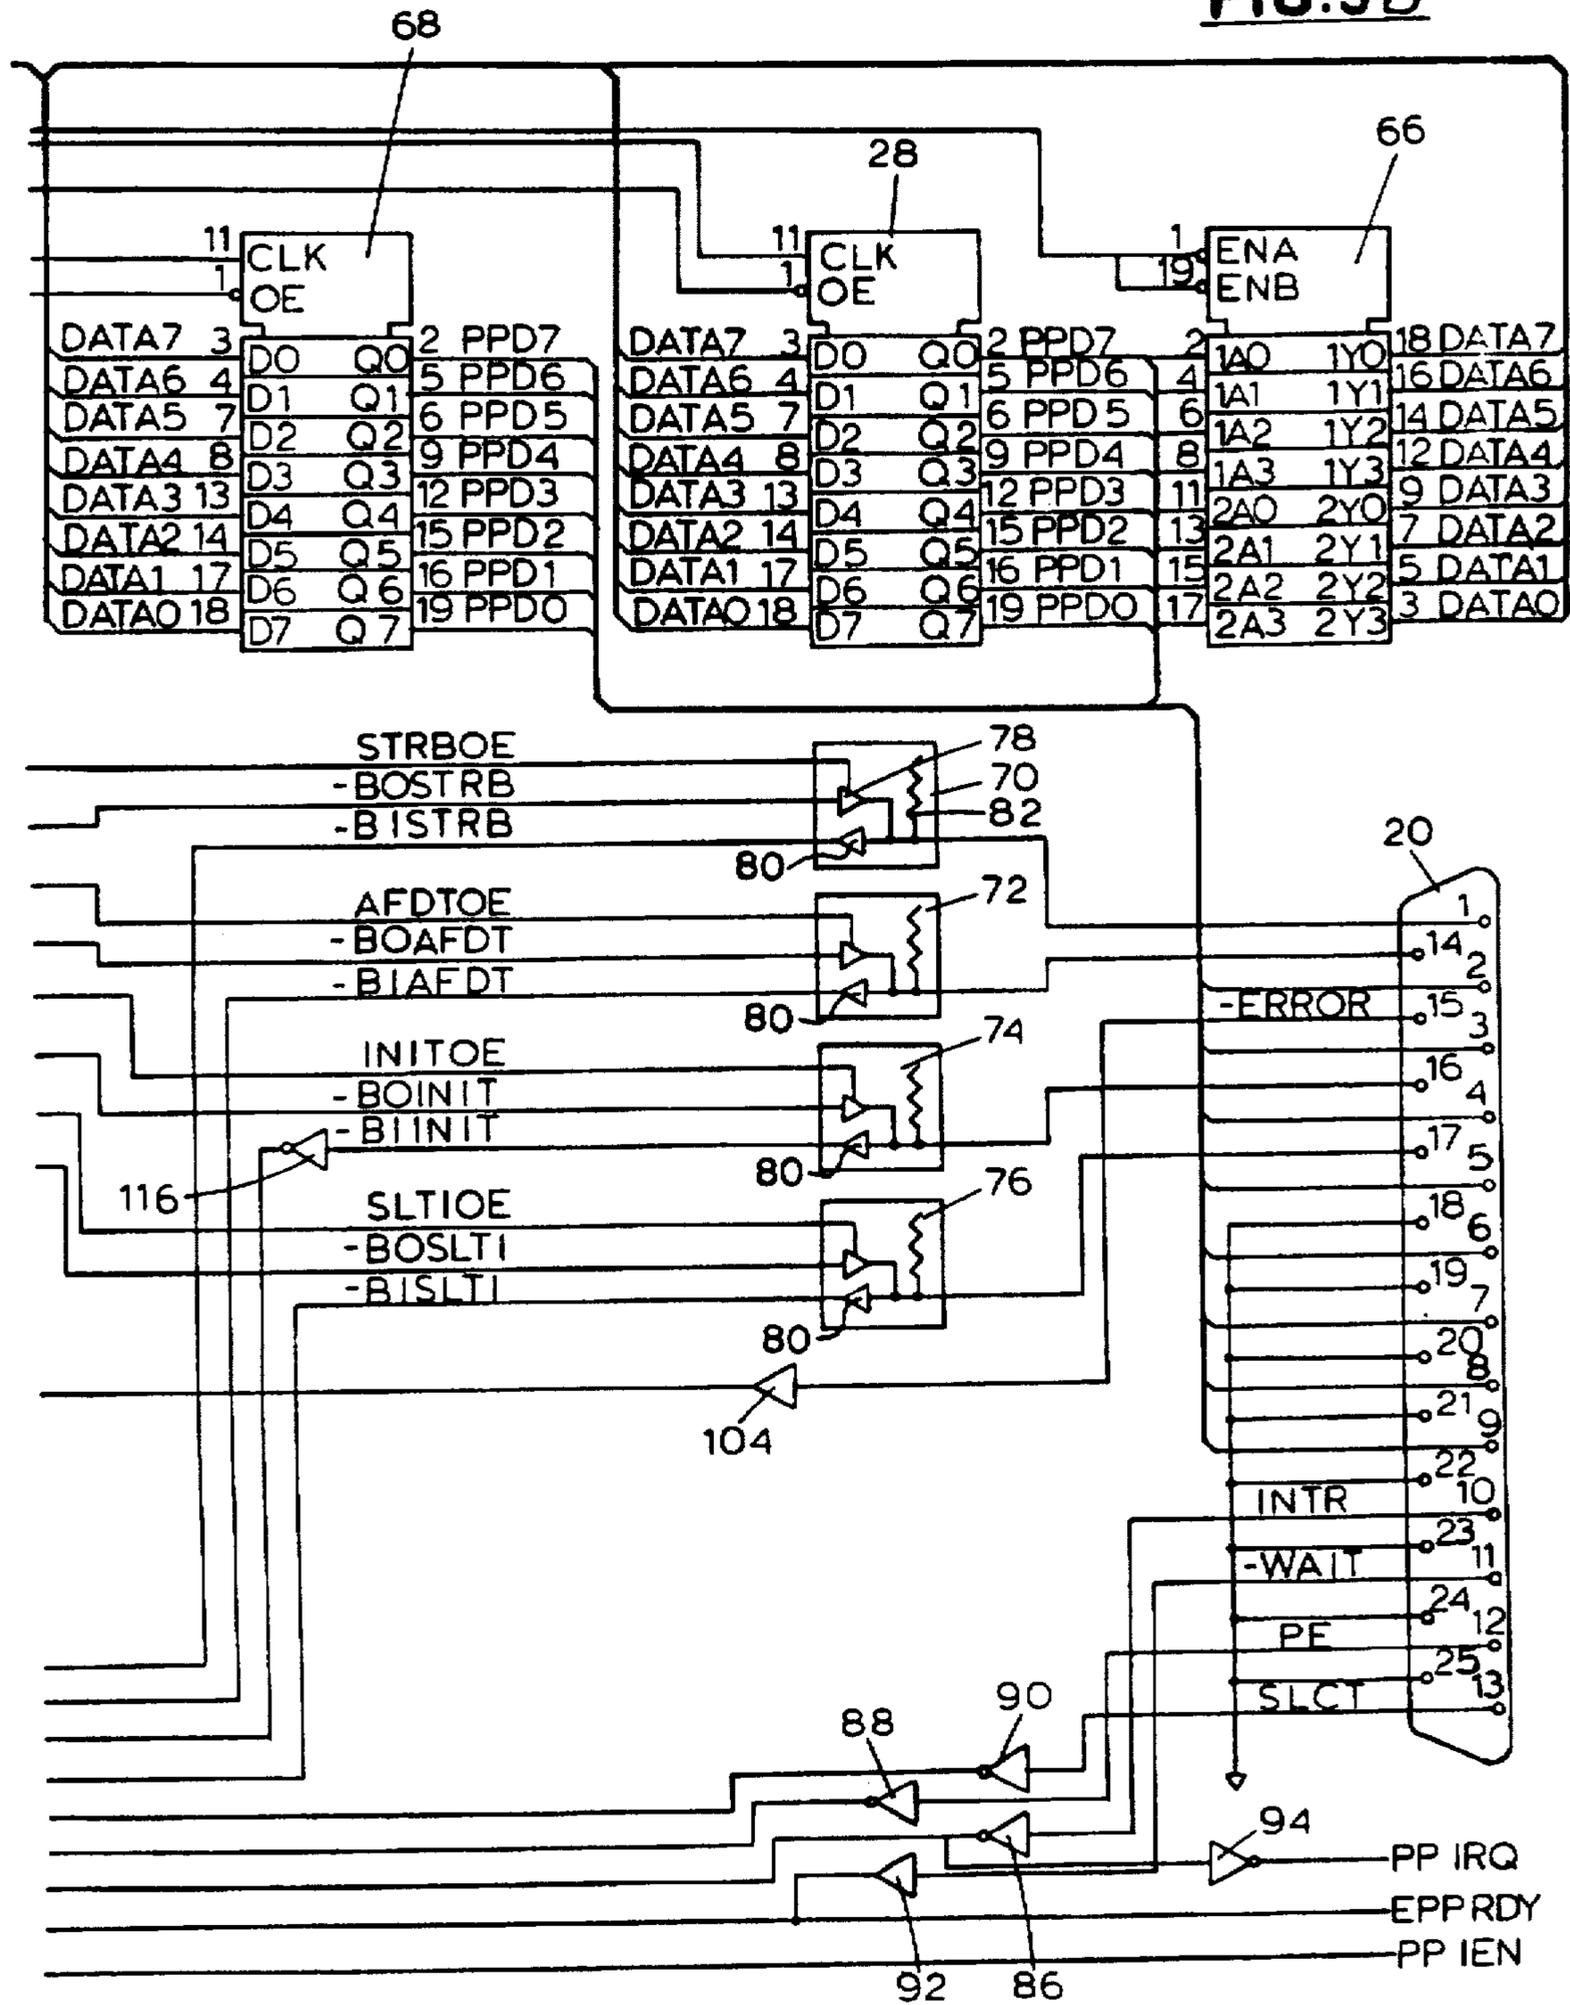 FIG.5B
68
28
66
11 CLK
1 OE
11 CLK
1 OE
1 ENA
19 ENB
DATA7 3 D0 Q0 2 PPD7
DATA6 4 D1 Q1 5 PPD6
DATA5 7 D2 Q2 6 PPD5
DATA4 8 D3 Q3 9 PPD4
DATA3 13 D4 Q4 12 PPD3
DATA2 14 D5 Q5 15 PPD2
DATA1 17 D6 Q6 16 PPD1
DATA0 18 D7 Q7 19 PPD0
DATA7 3 D0 Q0 2 PPD7
DATA6 4 D1 Q1 5 PPD6
DATA5 7 D2 Q2 6 PPD5
DATA4 8 D3 Q3 9 PPD4
DATA3 13 D4 Q4 12 PPD3
DATA2 14 D5 Q5 15 PPD2
DATA1 17 D6 Q6 16 PPD1
DATA0 18 D7 Q7 19 PPD0
2 1A0 1Y0 18 DATA7
4 1A1 1Y1 16 DATA6
6 1A2 1Y2 14 DATA5
8 1A3 1Y3 12 DATA4
11 2A0 2Y0 9 DATA3
13 2A1 2Y1 7 DATA2
15 2A2 2Y2 5 DATA1
17 2A3 2Y3 3 DATA0
STRBOE
-BOSTRB
-BISTRB
78
70
82
80
AFDTOE
-BOAFDT
-BIAFDT
72
80
INITOE
-BOINIT
-BIINIT
74
80
116
SLTIOE
-BOSLTI
-BISLTI
76
80
104
20
1
14
2
-ERROR 15
3
16
4
17
5
18
6
19
7
20
8
21
9
22
INTR 10
23
-WAIT 11
24
PE 12
25
SLCT 13
90
88
94
PP IRQ
EPPRDY
PP IEN
92
86